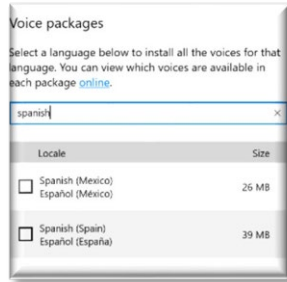 Voice packages
Select a language below to install all the voices for that
language. You can view which voices are available in
each package online.
spanish
Locale Size
Spanish (Mexico)
Español (México)
26 MB
Spanish (Spain)
Español (España)
39 MB